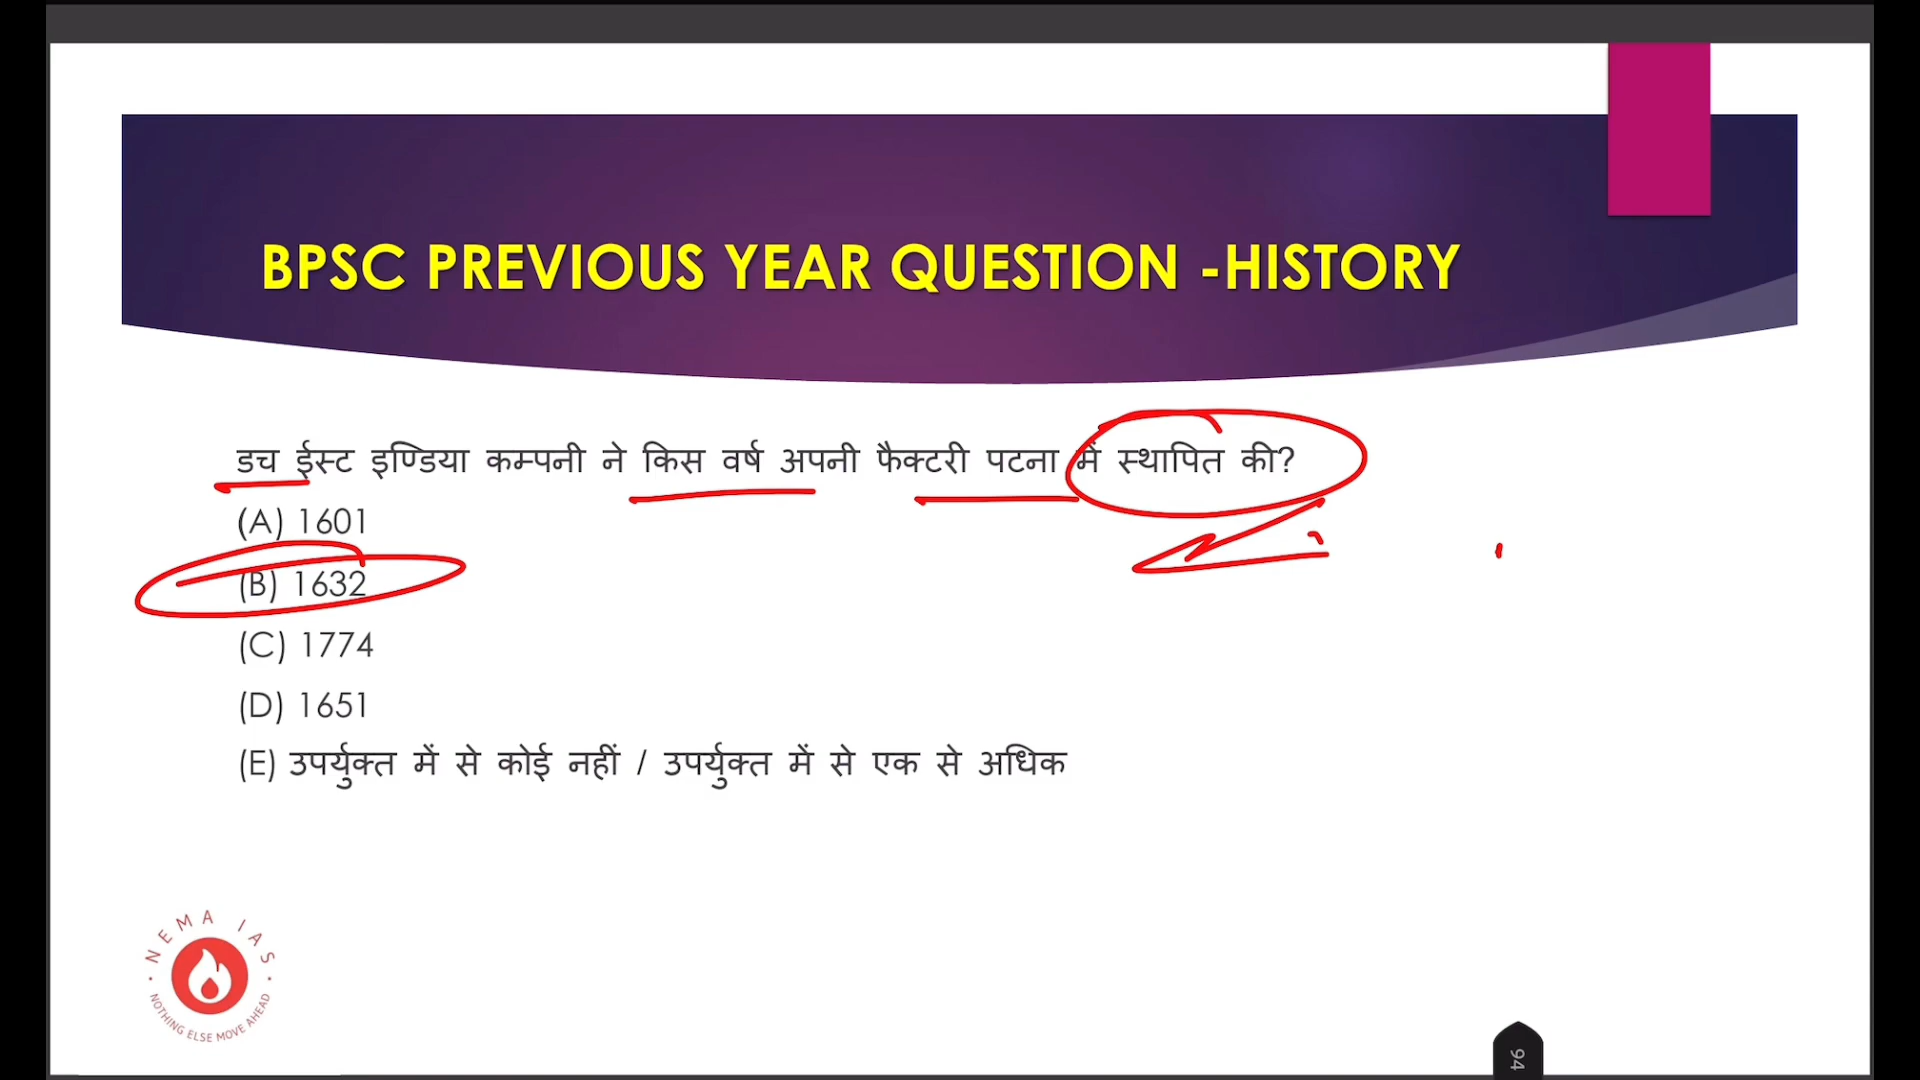 BPSC PREVIOUS YEAR QUESTION -HISTORY
डच ईस्ट इण्डिया कम्पनी ने किस वर्ष अपनी फैक्टरी पटना में स्थापित की?
(A) 1601
(B) 1632
(C) 1774
(D) 1651
(E) उपर्युक्त में से कोई नहीं / उपर्युक्त में से एक से अधिक
NEMA IAS
NOTHING ELSE MOVE AHEAD
94